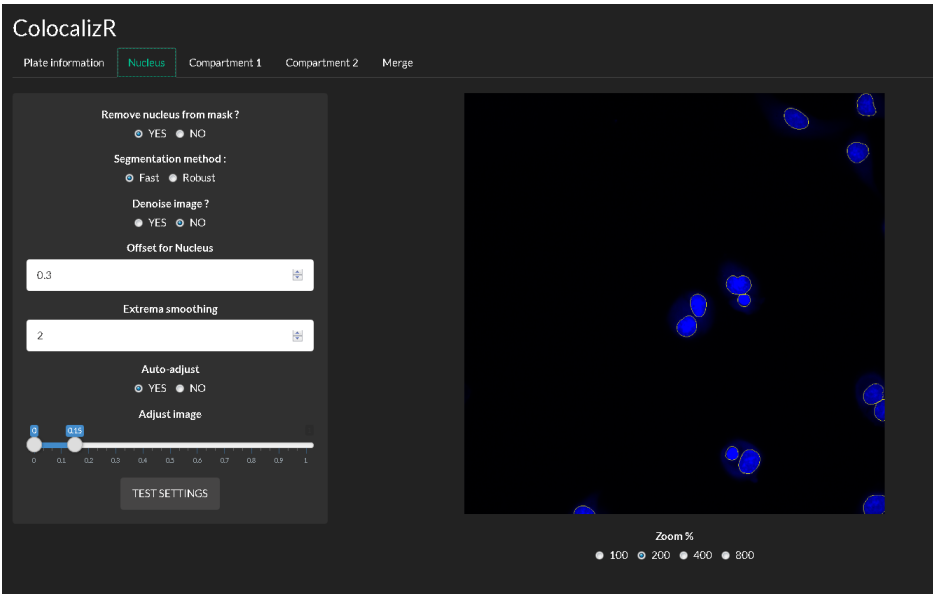 ColocalizR
Plate information Nucleus Compartment 1 Compartment 2 Merge
Remove nucleus from mask ?
YES NO
Segmentation method :
Fast Robust
Denoise image ?
YES NO
Offset for Nucleus
0.3
Extrema smoothing
2
Auto-adjust
YES NO
Adjust image
0 0.15
0 0.1 0.2 0.3 0.4 0.5 0.6 0.7 0.8 0.9 1
TEST SETTINGS
Zoom %
100 200 400 800